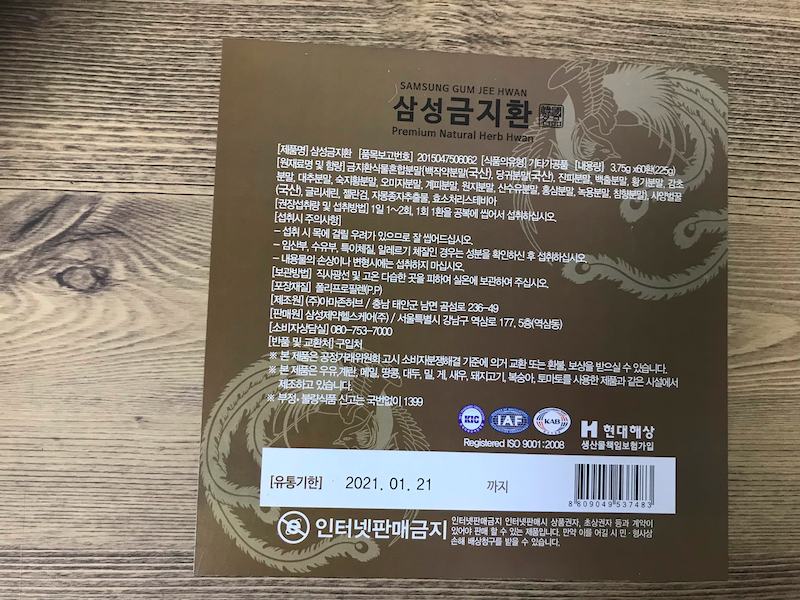 SAMSUNG GUM JEE HWAN
삼성금지환
Premium Natural Herb Hwan
[제품명] 삼성금지환 [품목보고번호] 2015047506062 [식품의유형] 기타가공품 [내용량] 3.75g x60환(225g)
[원재료명 및 함량] 금지환식물혼합분말(백작약분말(국산), 당귀분말(국산), 진피분말, 백출분말, 황기분말, 감초
분말, 대추분말, 숙지황분말, 오미자분말, 계피분말, 원지분말, 산수유분말, 홍삼분말, 녹용분말, 침향분말), 사양벌꿀
(국산), 글리세린, 젤란검, 자몽종자추출물, 효소처리스테비아
[권장섭취량 및 섭취방법] 1일 1~2회, 1회 1환을 공복에 씹어서 섭취하십시오.
[섭취시 주의사항]
- 섭취 시 목에 걸릴 우려가 있으므로 잘 씹어드십시오.
- 임산부, 수유부, 특이체질, 알레르기 체질인 경우는 성분을 확인하신 후 섭취하십시오.
- 내용물의 손상이나 변형시에는 섭취하지 마십시오.
[보관방법] 직사광선 및 고온 다습한 곳을 피하여 실온에 보관하여 주십시오.
[포장재질] 폴리프로필렌(P.P)
[제조원] (주)아마존허브 / 충남 태안군 남면 곰섬로 236-49
[판매원] 삼성제약헬스케어(주) / 서울특별시 강남구 역삼로 177, 5층(역삼동)
[소비자상담실] 080-753-7000
[반품 및 교환처] 구입처
※ 본 제품은 공정거래위원회 고시 소비자분쟁해결 기준에 의거 교환 또는 환불, 보상을 받으실 수 있습니다.
※ 본 제품은 우유,계란, 메밀, 땅콩, 대두, 밀, 게, 새우, 돼지고기, 복숭아, 토마토를 사용한 제품과 같은 시설에서
제조하고 있습니다.
※ 부정•불량식품 신고는 국번없이 1399
KIC IAF KAB
Registered ISO 9001:2008
H 현대해상
생산물책임보험가입
[유통기한] 2021. 01. 21 까지
8 809049 537483
인터넷판매금지
인터넷판매금지 인터넷판매시 상품권자, 초상권자 등과 계약이
있어야 판매 할 수 있는 제품입니다. 만약 이를 어길 시 민·형사상
손해 배상청구를 받을 수 있습니다.